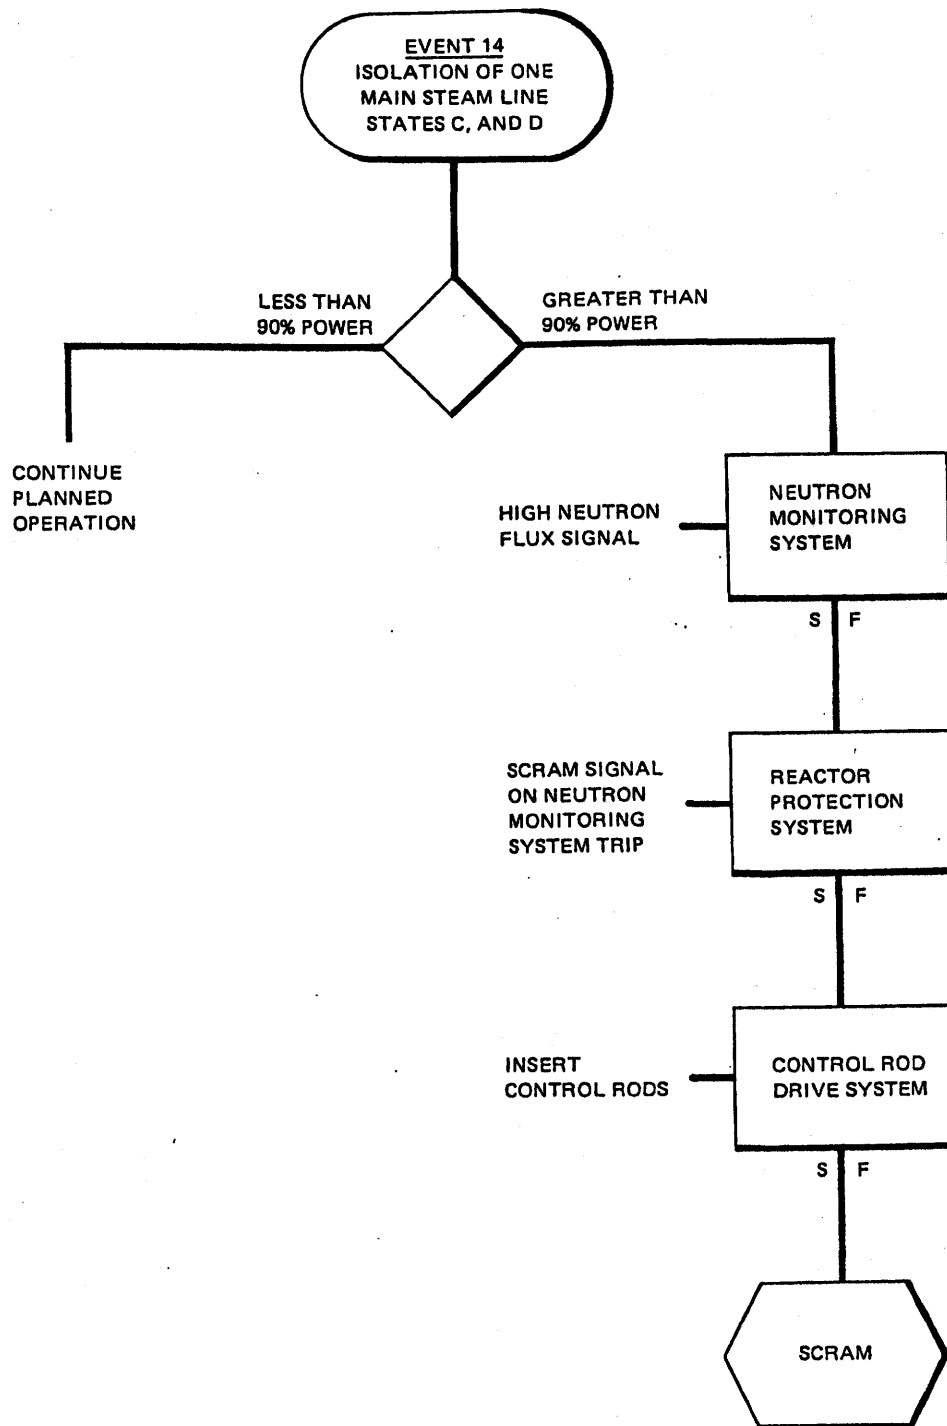 EVENT 14
ISOLATION OF ONE
MAIN STEAM LINE
STATES C, AND D
LESS THAN
90% POWER
GREATER THAN
90% POWER
CONTINUE
PLANNED
OPERATION
HIGH NEUTRON
FLUX SIGNAL
NEUTRON
MONITORING
SYSTEM
S F
SCRAM SIGNAL
ON NEUTRON
MONITORING
SYSTEM TRIP
REACTOR
PROTECTION
SYSTEM
S F
INSERT
CONTROL RODS
CONTROL ROD
DRIVE SYSTEM
S F
SCRAM